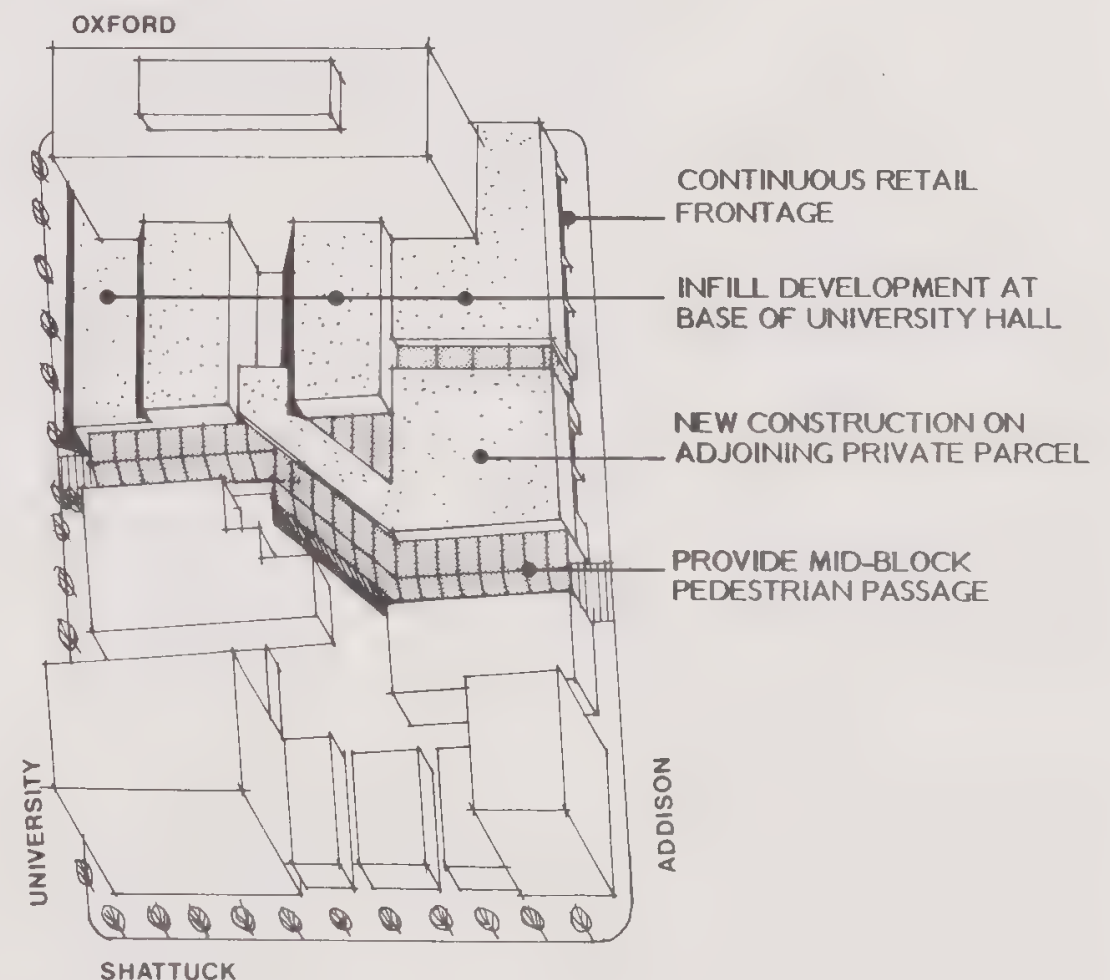 OXFORD
CONTINUOUS RETAIL
FRONTAGE
INFILL DEVELOPMENT AT
BASE OF UNIVERSITY HALL
NEW CONSTRUCTION ON
ADJOINING PRIVATE PARCEL
PROVIDE MID-BLOCK
PEDESTRIAN PASSAGE
UNIVERSITY
ADDISON
SHATTUCK